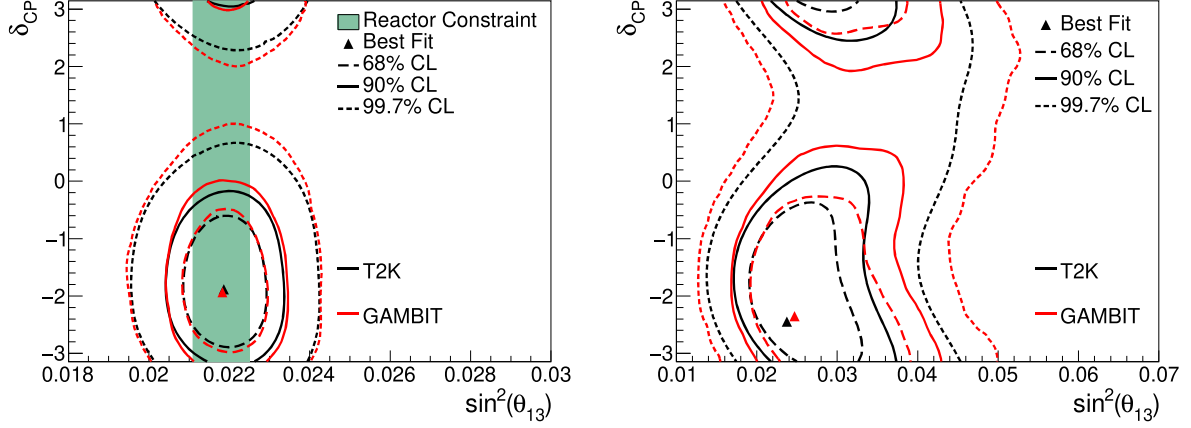 δCP
3
2
1
0
−1
−2
−3
0.018 0.02 0.022 0.024 0.026 0.028 0.03
sin²(θ₁₃)
Reactor Constraint
Best Fit
68% CL
90% CL
99.7% CL
T2K
GAMBIT
δCP
3
2
1
0
−1
−2
−3
0.01 0.02 0.03 0.04 0.05 0.06 0.07
sin²(θ₁₃)
Best Fit
68% CL
90% CL
99.7% CL
T2K
GAMBIT